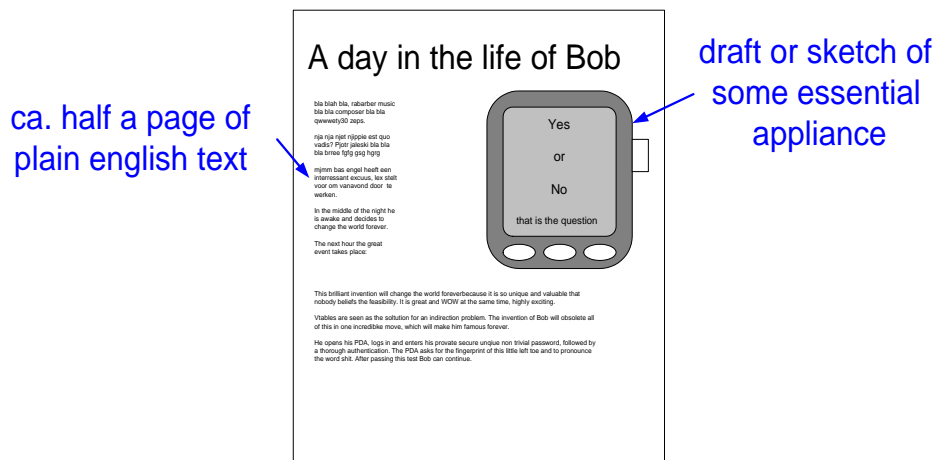 A day in the life of Bob
ca. half a page of
plain english text
bla blah bla, rabarber music
bla bla composer bla bla
qwwwety30 zeps.
nja nja njet njippie est quo
vadis? Pjotr jaleski bla bla
bla brree fgfg gsg hgrg
mjmm bas engel heeft een
interressant excuus, lex stelt
voor om vanavond door te
werken.
In the middle of the night he
is awake and decides to
change the world forever.
The next hour the great
event takes place:
Yes
or
No
that is the question
draft or sketch of
some essential
appliance
This brilliant invention will change the world foreverbecause it is so unique and valuable that
nobody beliefs the feasibility. It is great and WOW at the same time, highly exciting.
Vtables are seen as the soltution for an indirection problem. The invention of Bob will obsolete all
of this in one incredibke move, which will make him famous forever.
He opens his PDA, logs in and enters his provate secure unqiue non trivial password, followed by
a thorough authentication. The PDA asks for the fingerprint of this little left toe and to pronounce
the word shit. After passing this test Bob can continue.